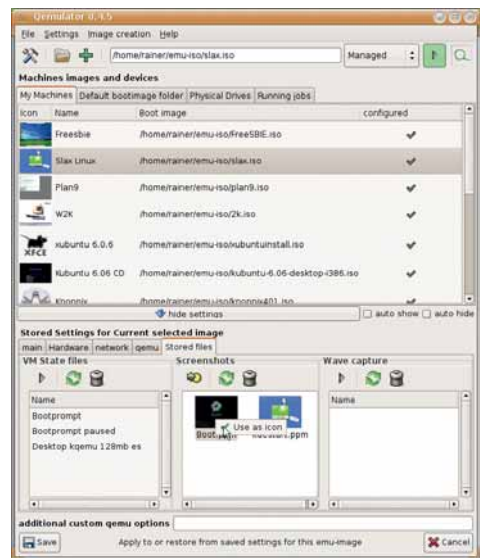 Qemulator 0.4.5
File Settings Image creation Help
/home/rainer/emu-iso/slax.iso Managed
Machines images and devices
My Machines Default bootimage folder Physical Drives Running jobs
Icon Name Boot image configured
Freesbie /home/rainer/emu-iso/FreeSBIE.iso
Slax Linux /home/rainer/emu-iso/slax.iso
Plan9 /home/rainer/emu-iso/plan9.iso
W2K /home/rainer/emu-iso/2k.iso
XFCE xubuntu 6.0.6 /home/rainer/emu-iso/xubuntuinstall.iso
Kubuntu 6.06 CD /home/rainer/emu-iso/kubuntu-6.06-desktop-i386.iso
Knoppix /home/rainer/emu-iso/knoppix401.iso
hide settings auto show auto hide
Stored Settings for Current selected image
main Hardware network qemu Stored files
VM State files Screenshots Wave capture
Name Name
Bootprompt
Bootprompt paused
Desktop kqemu 128mb es
Use as icon
additional custom qemu options
Save Apply to or restore from saved settings for this emu-image Cancel